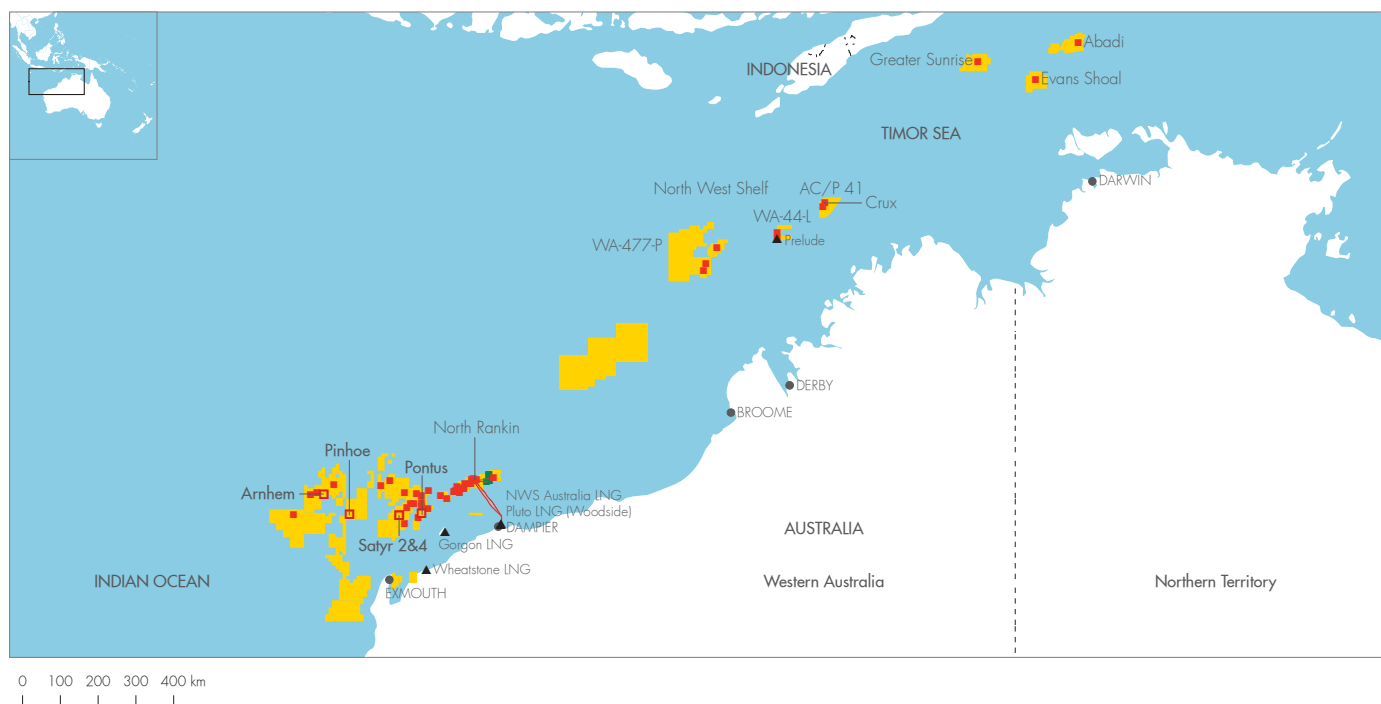 Abadi
Greater Sunrise
INDONESIA
Evans Shoal
TIMOR SEA
DARWIN
North West Shelf
AC/P 41
Crux
WA-44-L
WA-477-P
Prelude
DERBY
BROOME
North Rankin
Pinhoe
Pontus
Arnhem
NWS Australia LNG
Pluto LNG (Woodside)
DAMPIER
AUSTRALIA
Satyr 2&4
Gorgon LNG
Wheatstone LNG
INDIAN OCEAN
Western Australia
Northern Territory
EXMOUTH
0 100 200 300 400 km